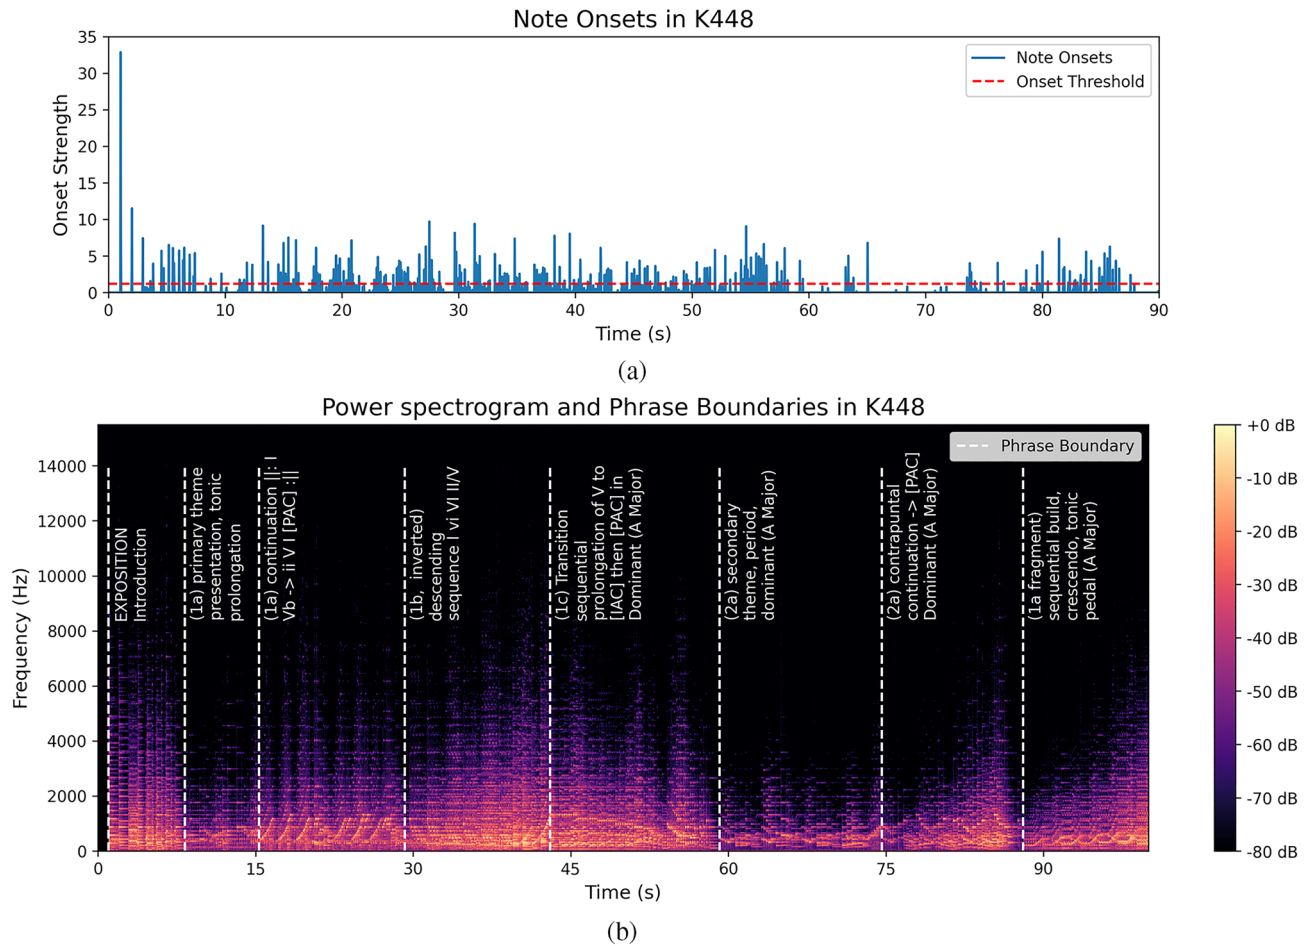 Note Onsets in K448
35
30
25
20
15
10
5
0
Onset Strength
Note Onsets
Onset Threshold
0 10 20 30 40 50 60 70 80 90
Time (s)
(a)
Power spectrogram and Phrase Boundaries in K448
14000
12000
10000
8000
6000
4000
2000
0
Frequency (Hz)
Phrase Boundary
EXPOSITION
Introduction
(1a) primary theme
presentation, tonic
prolongation
(1a) continuation ||: I
Vb -> ii V I [PAC] :||
(1b, inverted)
descending
sequence I vi VI II/V
(1c) Transition
sequential
prolongation of V to
[IAC] then [PAC] in
Dominant (A Major)
(2a) secondary
theme, period,
dominant (A Major)
(2a) contrapuntal
continuation -> [PAC]
Dominant (A Major)
(1a fragment)
sequential build,
crescendo, tonic
pedal (A Major)
0 15 30 45 60 75 90
Time (s)
+0 dB
-10 dB
-20 dB
-30 dB
-40 dB
-50 dB
-60 dB
-70 dB
-80 dB
(b)